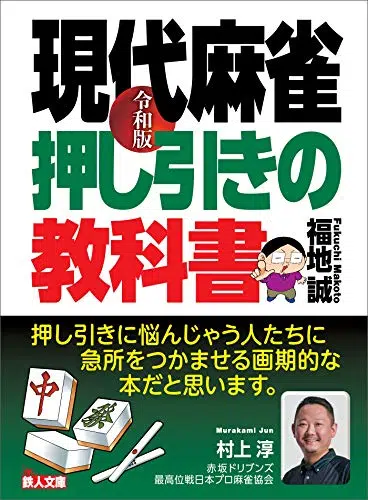 現代麻雀
令和版
押し引きの
教科書
福地誠
Fukuchi Makoto
押し引きに悩んじゃう人たちに
急所をつかませる画期的な
本だと思います。
中
發
Murakami Jun
村上 淳
赤坂ドリブンズ
最高位戦日本プロ麻雀協会
鉄人文庫